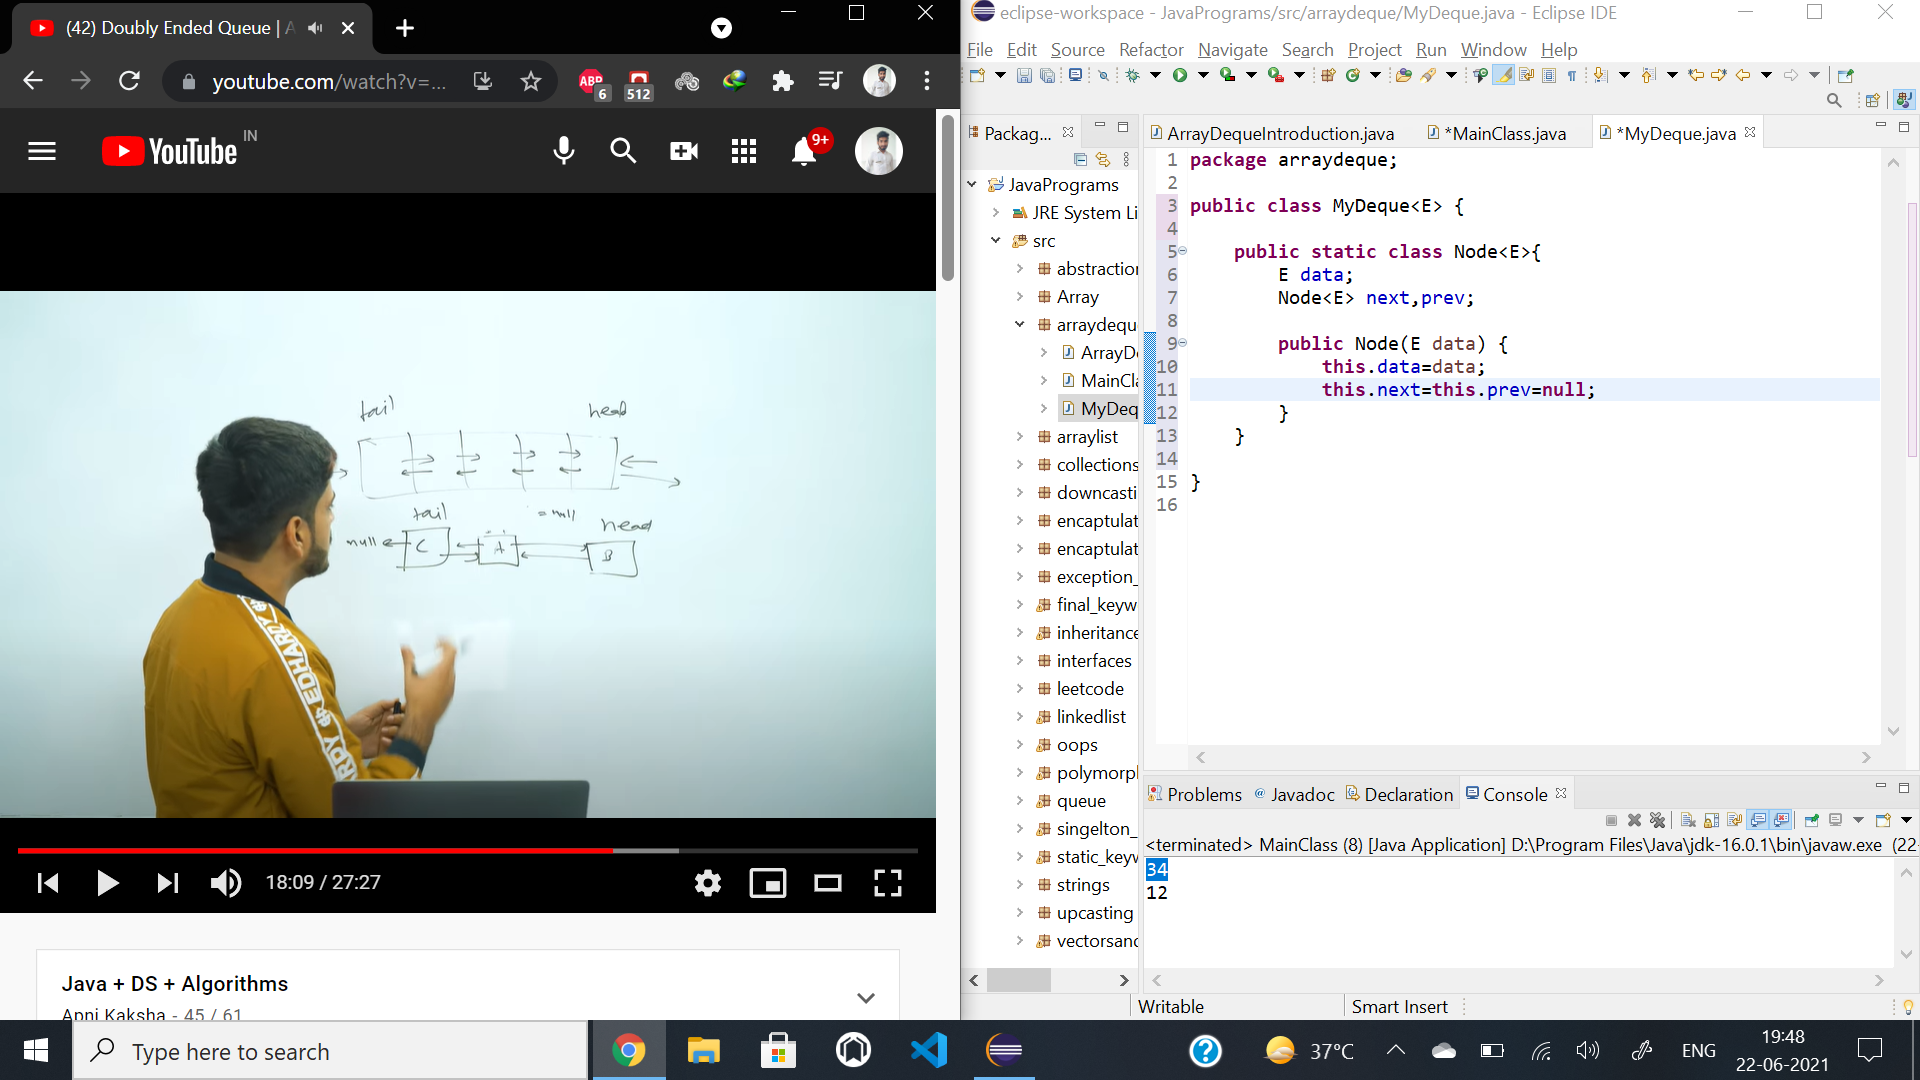 (42) Doubly Ended Queue | A
youtube.com/watch?v=...
ABP
6
512
YouTube
IN
9+
tail
head
tail
= null
head
null
C
A
B
EDHARDY
18:09 / 27:27
Java + DS + Algorithms
Apni Kaksha - 45 / 61
eclipse-workspace - JavaPrograms/src/arraydeque/MyDeque.java - Eclipse IDE
File Edit Source Refactor Navigate Search Project Run Window Help
Packag...
JavaPrograms
JRE System Li
src
abstraction
Array
arraydequ
ArrayDe
MainCla
MyDeq
arraylist
collections
downcasti
encaptulat
encaptulat
exception_
final_keyw
inheritance
interfaces
leetcode
linkedlist
oops
polymorpl
queue
singelton_
static_keyv
strings
upcasting
vectorsand
ArrayDequeIntroduction.java *MainClass.java *MyDeque.java
1 package arraydeque;
2
3 public class MyDeque<E> {
4
5 public static class Node<E>{
6 E data;
7 Node<E> next,prev;
8
9 public Node(E data) {
10 this.data=data;
11 this.next=this.prev=null;
12 }
13 }
14
15 }
16
Problems @ Javadoc Declaration Console
<terminated> MainClass (8) [Java Application] D:\Program Files\Java\jdk-16.0.1\bin\javaw.exe (22-
34
12
Writable Smart Insert
Type here to search
37°C
ENG
19:48
22-06-2021